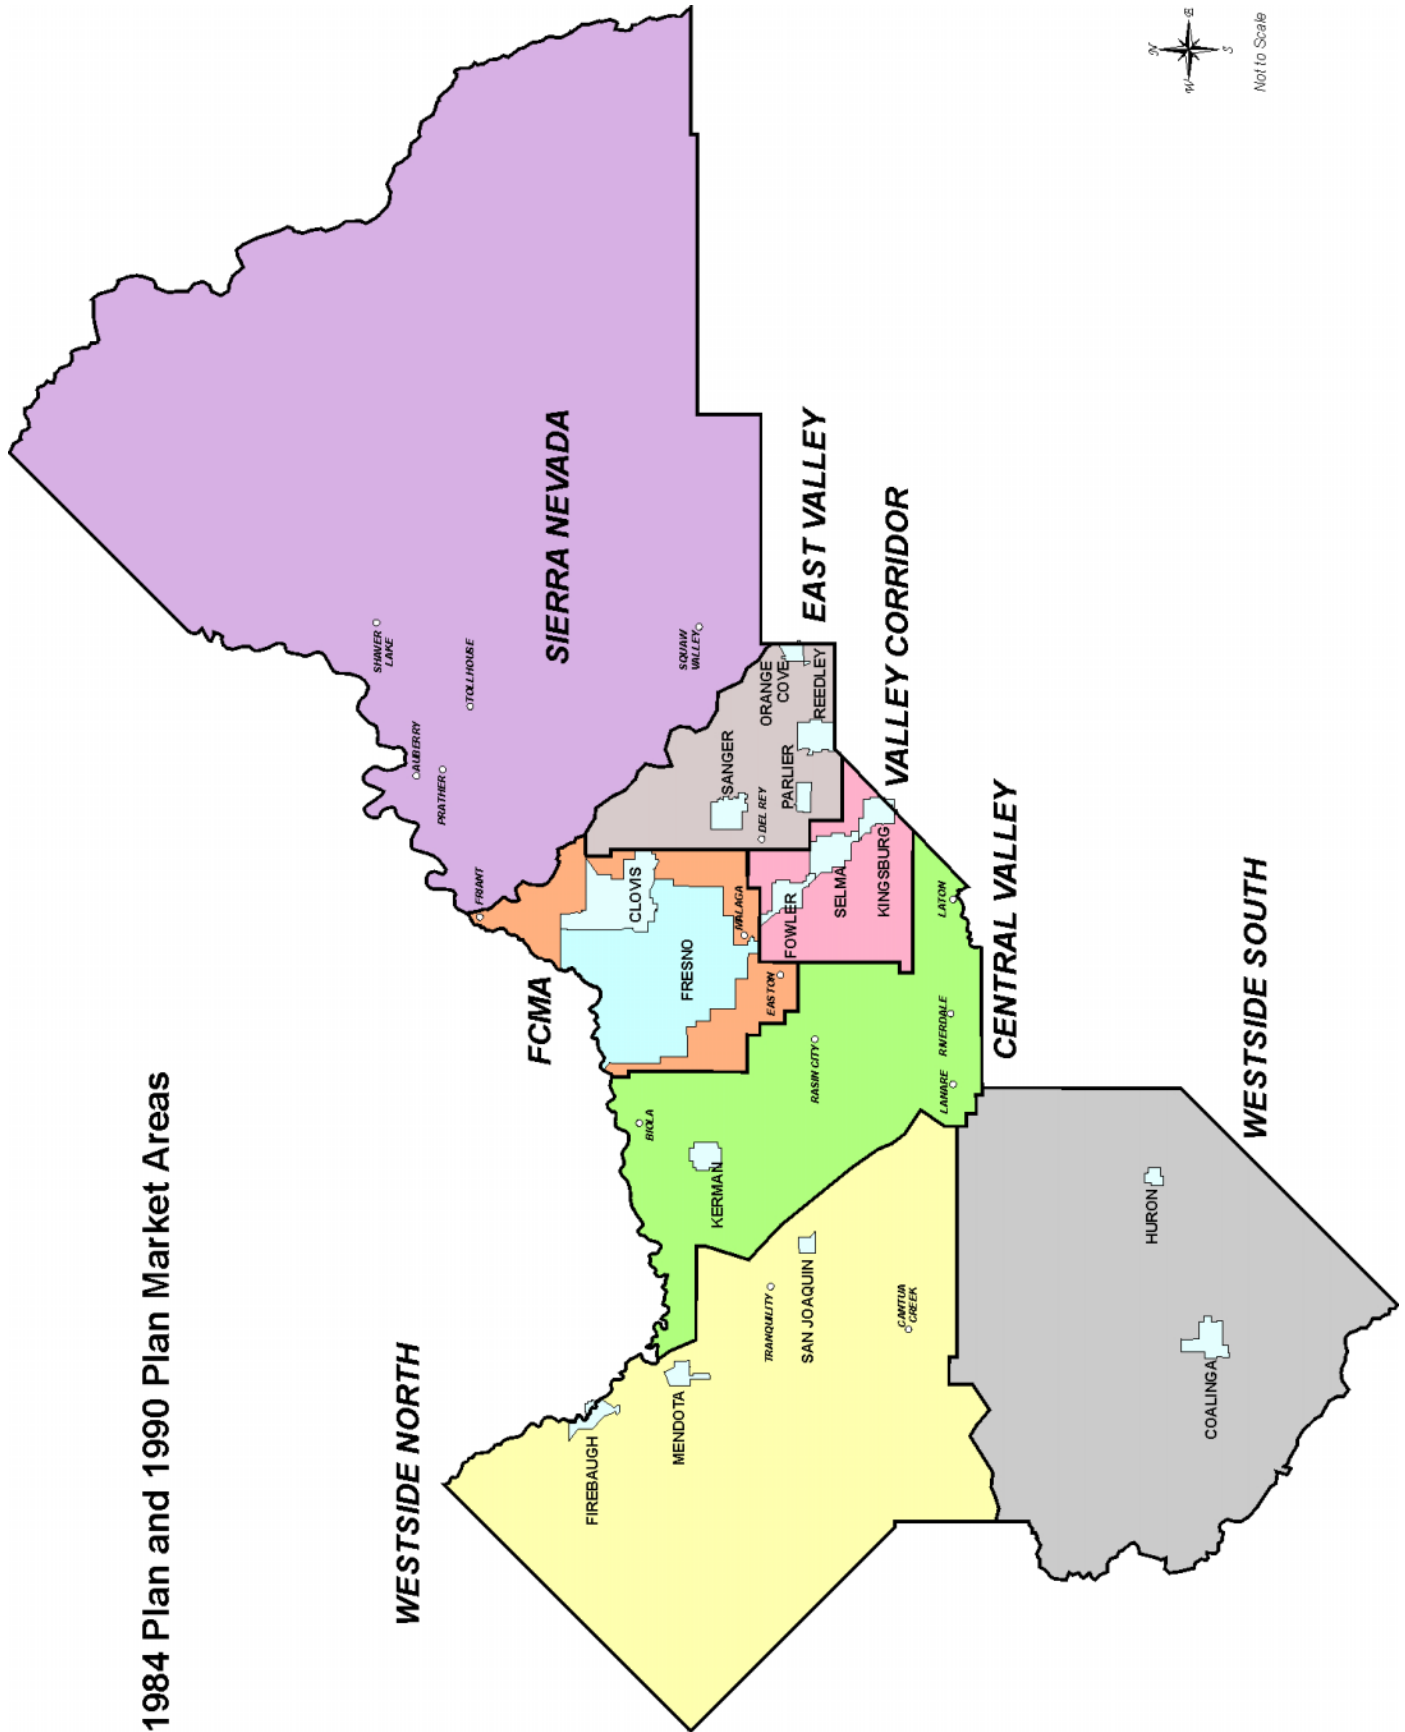 1984 Plan and 1990 Plan Market Areas
WESTSIDE NORTH
FIREBAUGH
MENDOTA
TRANQUILITY
SAN JOAQUIN
CANTUA
CREEK
FCMA
BIOLA
KERMAN
RASIN CITY
LANARE
RIVERDALE
LATON
CENTRAL VALLEY
FRIANT
CLOVIS
FRESNO
MALAGA
EASTON
FOWLER
SELMA
KINGSBURG
VALLEY CORRIDOR
SANGER
DEL REY
PARLIER
ORANGE
COVE
REEDLEY
EAST VALLEY
SHAVER
LAKE
AUBERRY
PRATHER
TOLLHOUSE
SQUAW
VALLEY
SIERRA NEVADA
HURON
COALINGA
WESTSIDE SOUTH
N
W
E
S
Not to Scale